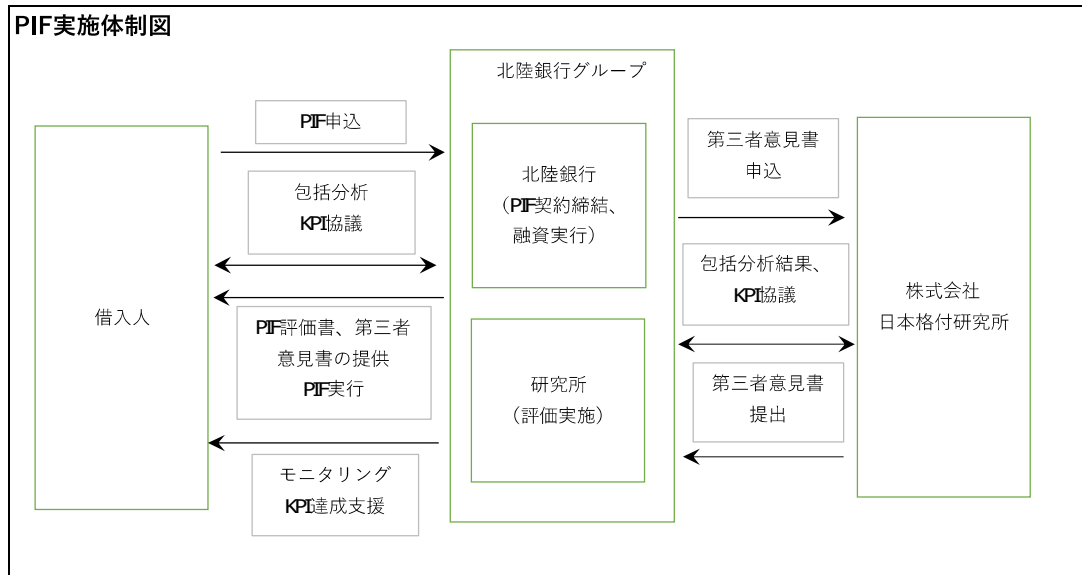 PIF実施体制図
北陸銀行グループ
PIF申込
包括分析
KPI協議
借入人
PIF評価書、第三者
意見書の提供
PIF実行
モニタリング
KPI達成支援
北陸銀行
（PIF契約締結、
融資実行）
研究所
（評価実施）
第三者意見書
申込
包括分析結果、
KPI協議
第三者意見書
提出
株式会社
日本格付研究所